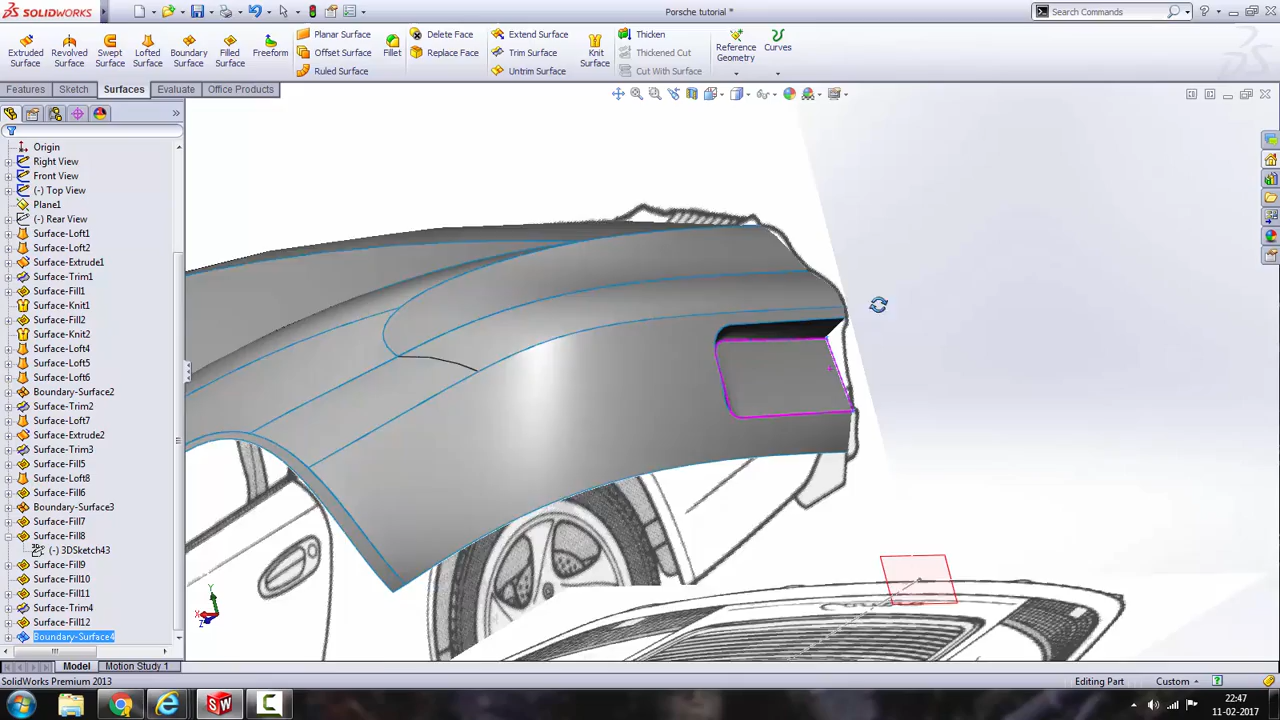 SOLIDWORKS
Porsche tutorial *
Search Commands
Extruded Surface
Revolved Surface
Swept Surface
Lofted Surface
Boundary Surface
Filled Surface
Freeform
Planar Surface
Offset Surface
Ruled Surface
Fillet
Delete Face
Replace Face
Extend Surface
Trim Surface
Untrim Surface
Knit Surface
Thicken
Thickened Cut
Cut With Surface
Reference Geometry
Curves
Features
Sketch
Surfaces
Evaluate
Office Products
Origin
Right View
Front View
(-) Top View
Plane1
(-) Rear View
Surface-Loft1
Surface-Loft2
Surface-Extrude1
Surface-Trim1
Surface-Fill1
Surface-Knit1
Surface-Fill2
Surface-Knit2
Surface-Loft4
Surface-Loft5
Surface-Loft6
Boundary-Surface2
Surface-Trim2
Surface-Loft7
Surface-Extrude2
Surface-Trim3
Surface-Fill5
Surface-Loft8
Surface-Fill6
Boundary-Surface3
Surface-Fill7
Surface-Fill8
(-) 3DSketch43
Surface-Fill9
Surface-Fill10
Surface-Fill11
Surface-Trim4
Surface-Fill12
Boundary-Surface4
Y
X
Z
Model
Motion Study 1
SolidWorks Premium 2013
Editing Part
Custom
22:47
11-02-2017